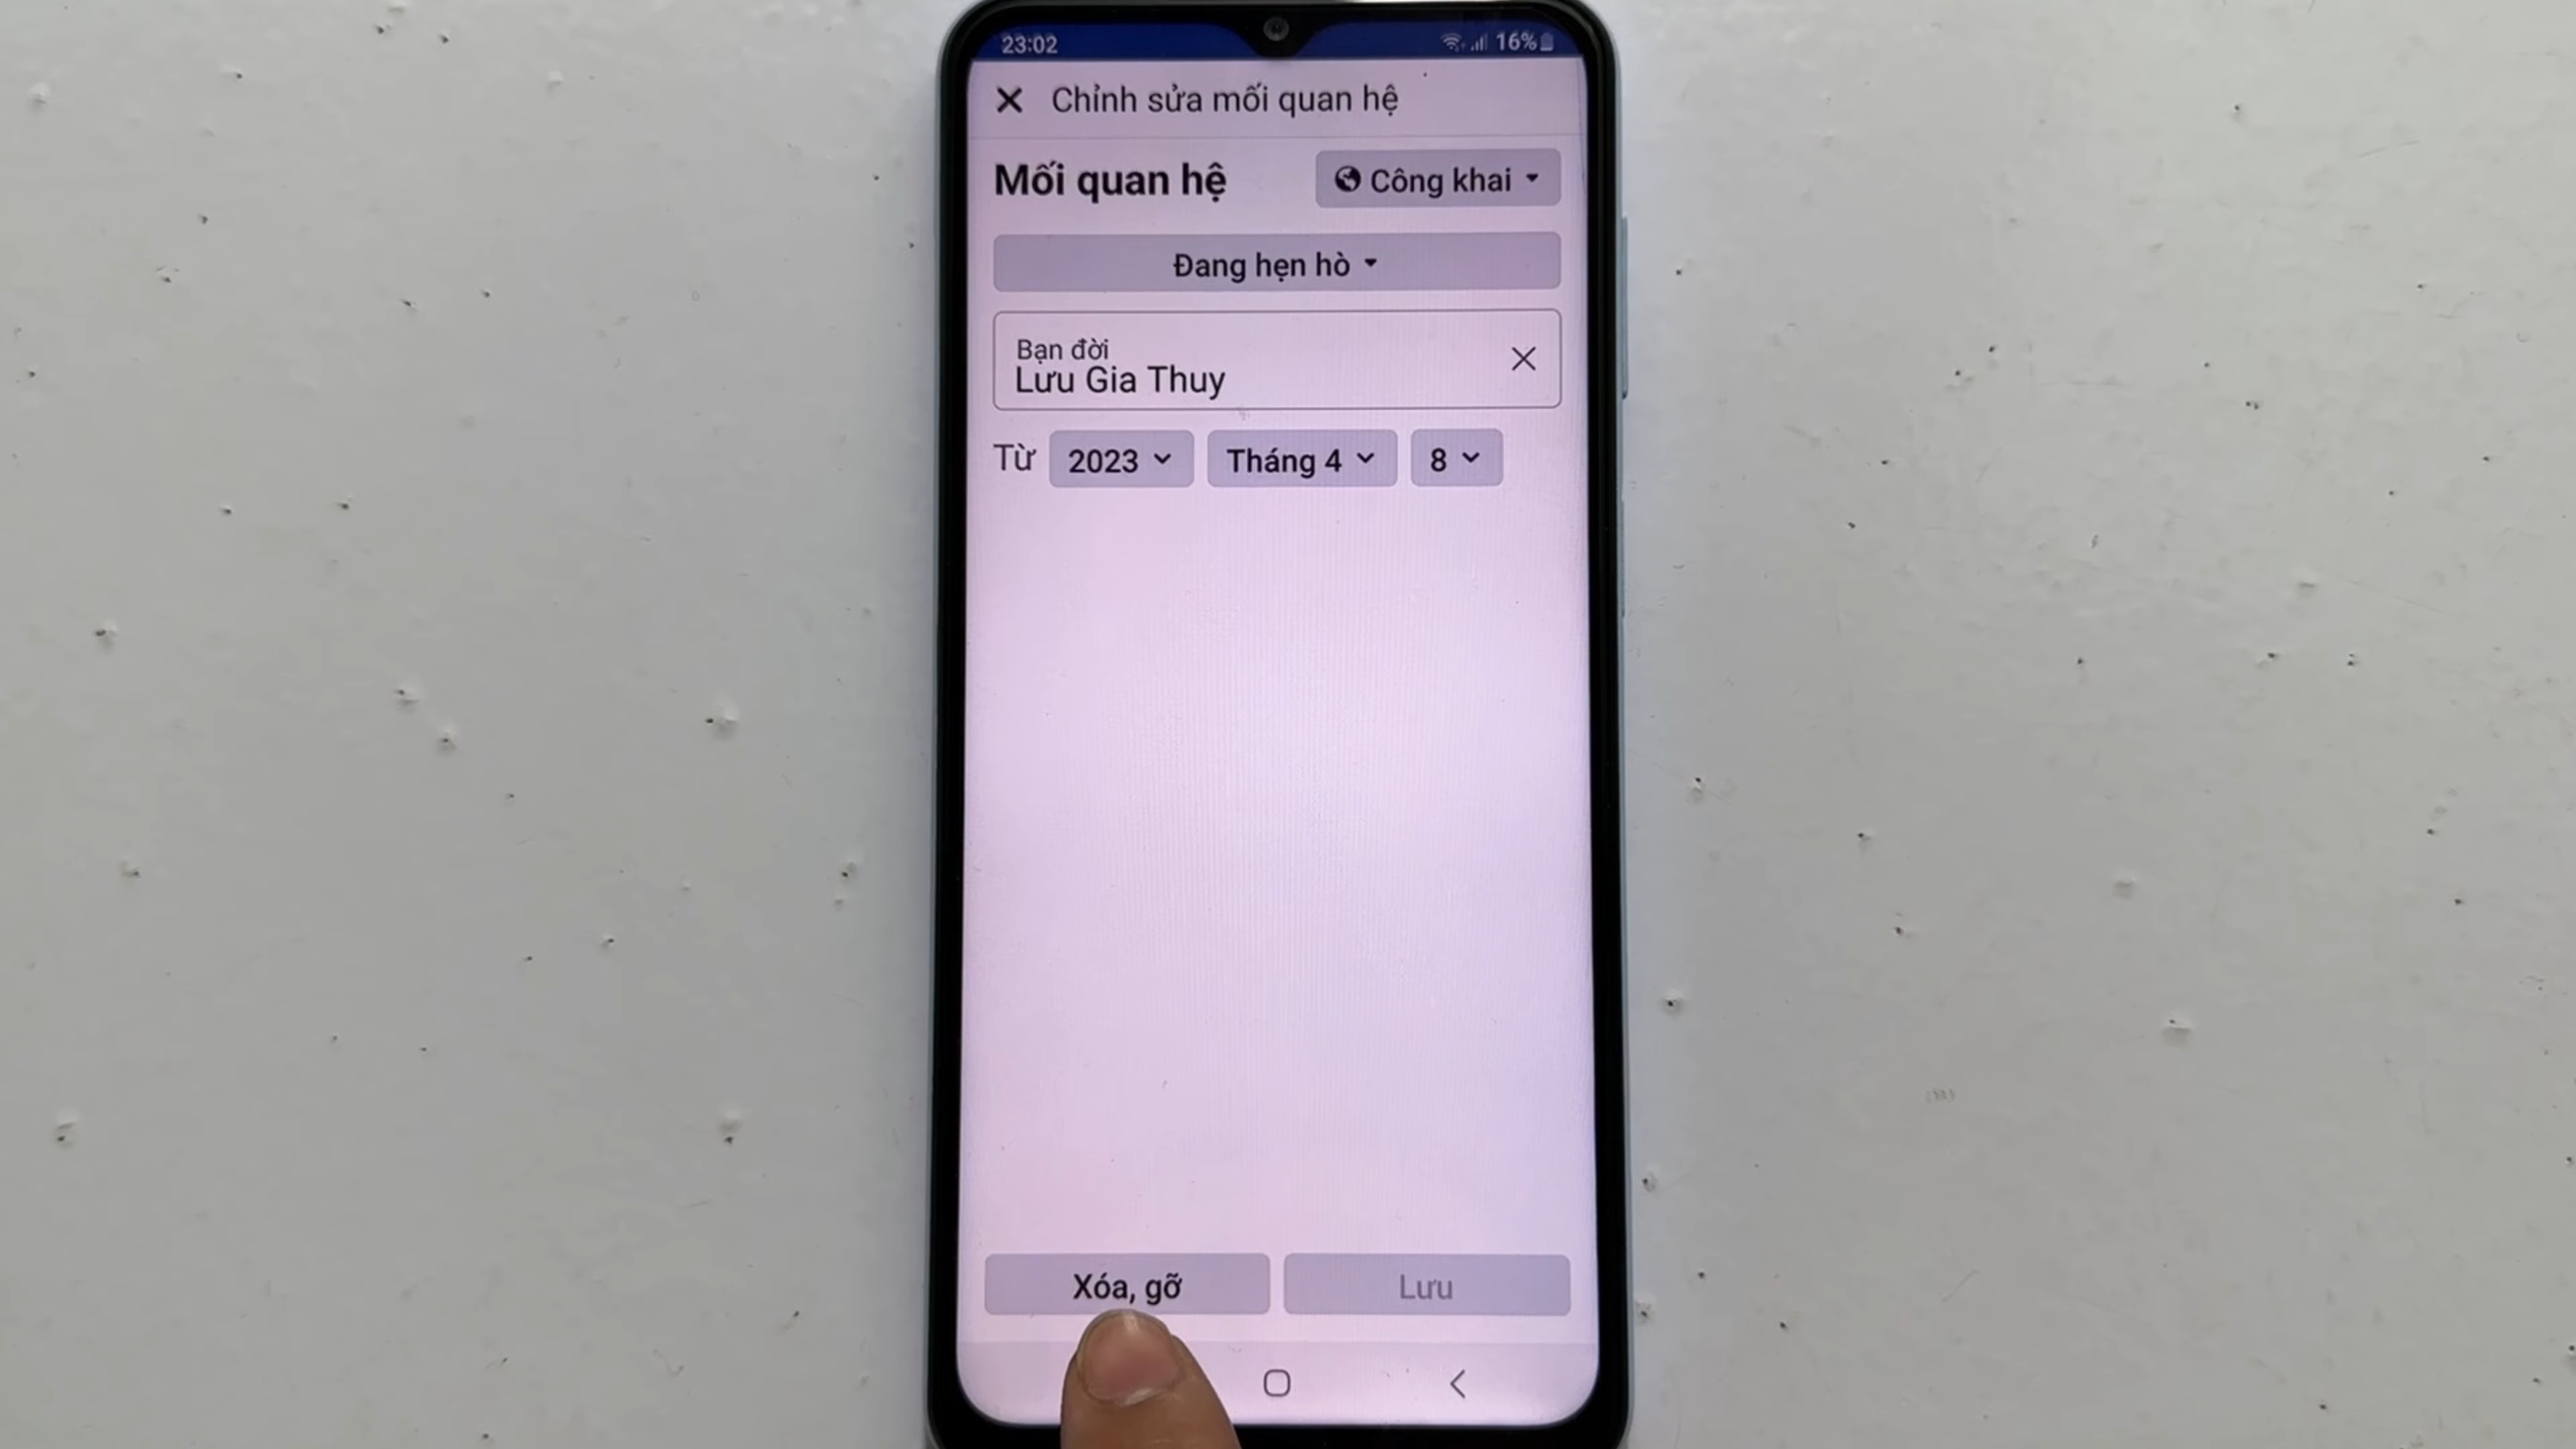 23:02 16%
Chỉnh sửa mối quan hệ
Mối quan hệ Công khai
Đang hẹn hò
Bạn đời
Lưu Gia Thuy
Từ 2023 Tháng 4 8
Xóa, gỡ Lưu